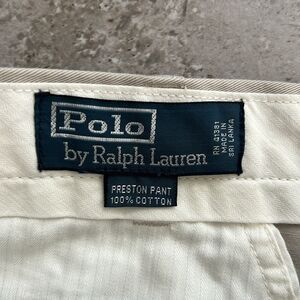 Polo
by Ralph Lauren
RN 41381
MADE IN
SRI LANKA
PRESTON PANT
100% COTTON